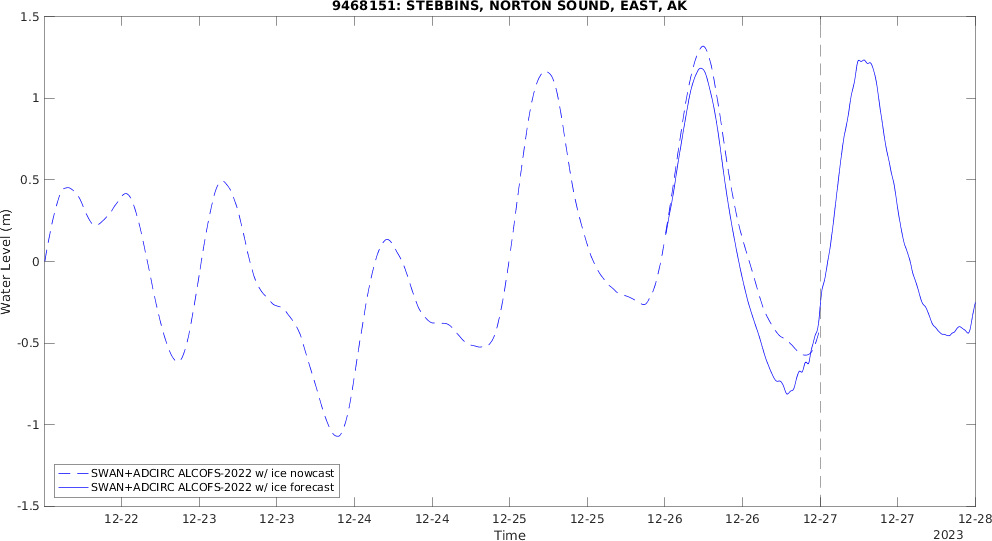 9468151: STEBBINS, NORTON SOUND, EAST, AK
1.5
1
0.5
0
-0.5
-1
-1.5
Water Level (m)
SWAN+ADCIRC ALCOFS-2022 w/ ice nowcast
SWAN+ADCIRC ALCOFS-2022 w/ ice forecast
12-22 12-23 12-23 12-24 12-24 12-25 12-25 12-26 12-26 12-27 12-27 12-28
Time
2023